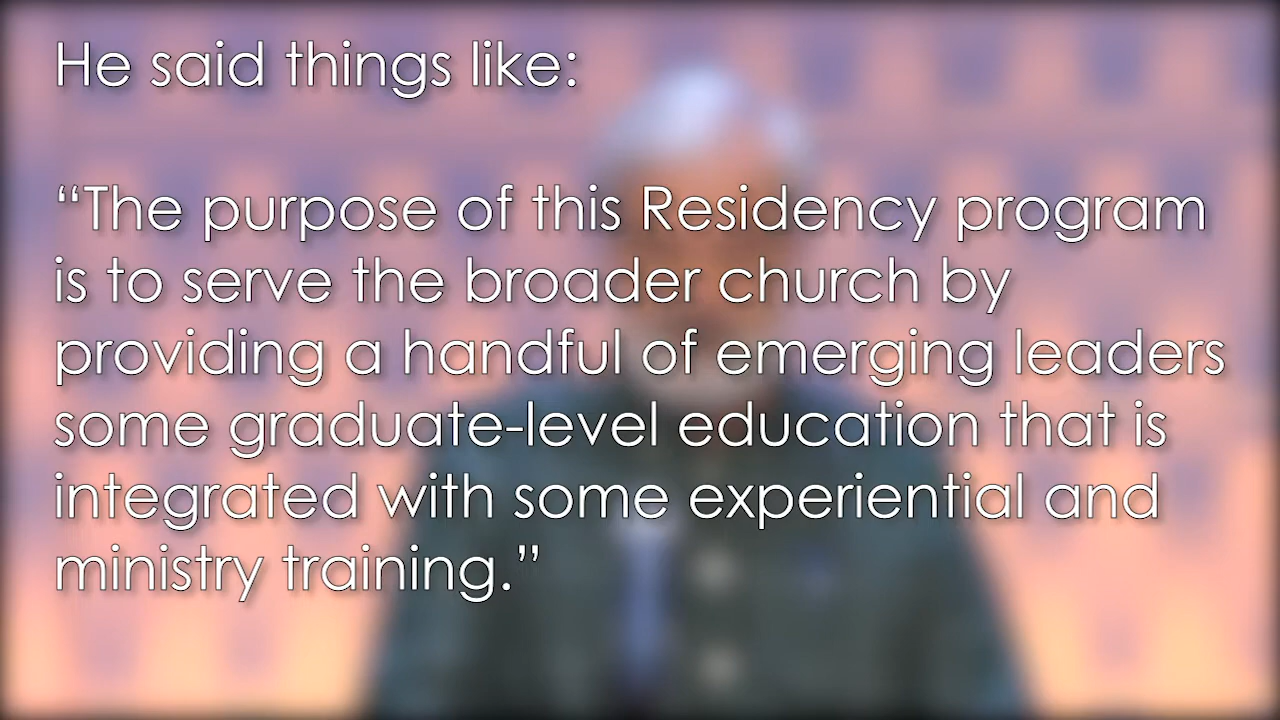 He said things like:
“The purpose of this Residency program
is to serve the broader church by
providing a handful of emerging leaders
some graduate-level education that is
integrated with some experiential and
ministry training.”